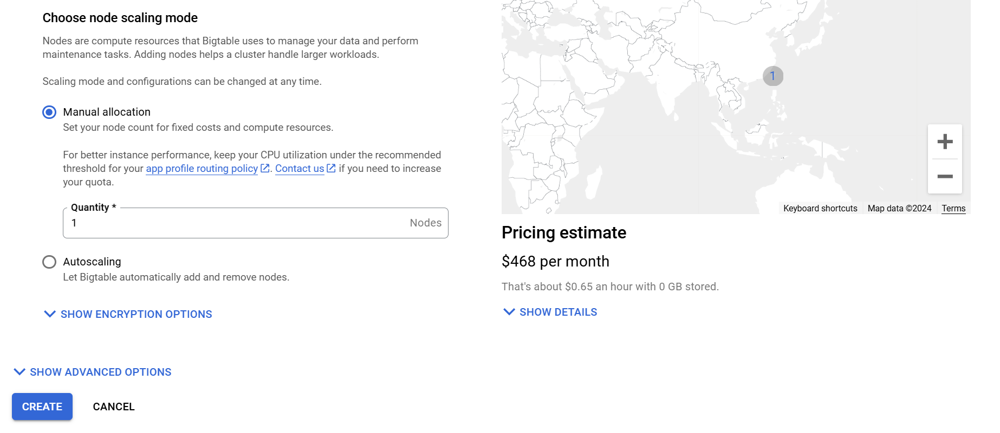 Choose node scaling mode
Nodes are compute resources that Bigtable uses to manage your data and perform
maintenance tasks. Adding nodes helps a cluster handle larger workloads.
Scaling mode and configurations can be changed at any time.
Manual allocation
Set your node count for fixed costs and compute resources.
For better instance performance, keep your CPU utilization under the recommended
threshold for your app profile routing policy. Contact us if you need to increase
your quota.
Quantity *
1 Nodes
Autoscaling
Let Bigtable automatically add and remove nodes.
SHOW ENCRYPTION OPTIONS
SHOW ADVANCED OPTIONS
CREATE CANCEL
1
Keyboard shortcuts Map data ©2024 Terms
Pricing estimate
$468 per month
That's about $0.65 an hour with 0 GB stored.
SHOW DETAILS